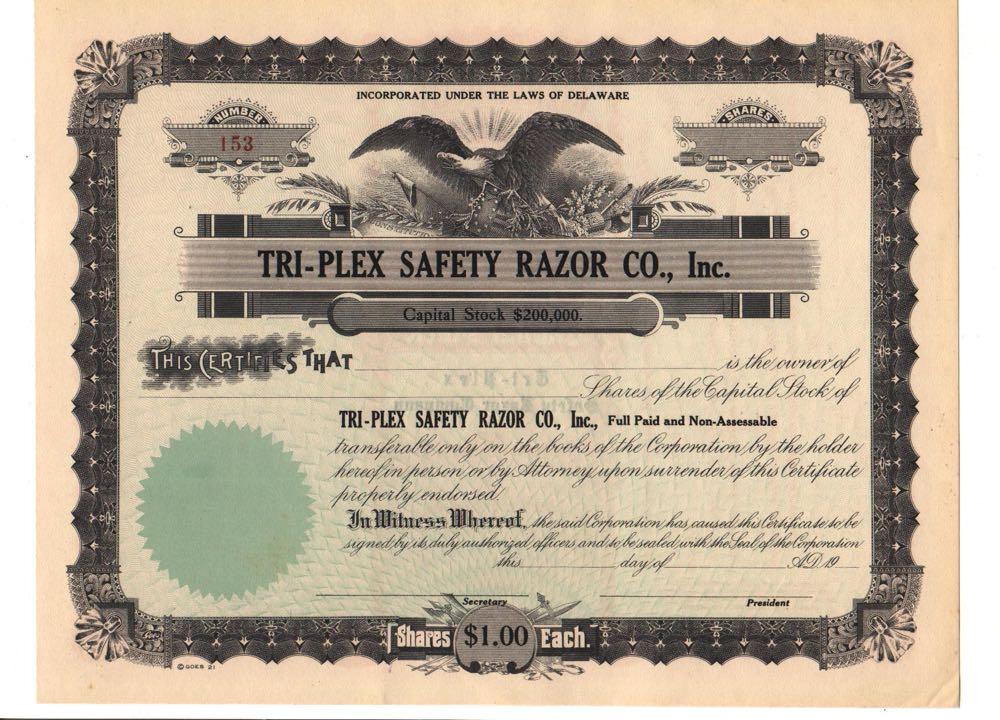 INCORPORATED UNDER THE LAWS OF DELAWARE
NUMBER
153
SHARES
TRI-PLEX SAFETY RAZOR CO., Inc.
Capital Stock $200,000.
THIS CERTIFIES THAT is the owner of
Shares of the Capital Stock of
TRI-PLEX SAFETY RAZOR CO., Inc., Full Paid and Non-Assessable
transferable only on the books of the Corporation by the holder
hereof in person or by Attorney, upon surrender of this Certificate
properly endorsed.
In Witness Whereof, the said Corporation has caused this Certificate to be
signed by its duly authorized officers and to be sealed with the Seal of the Corporation
this day of A.D. 19
Secretary
President
Shares $1.00 Each.
© GOES 21